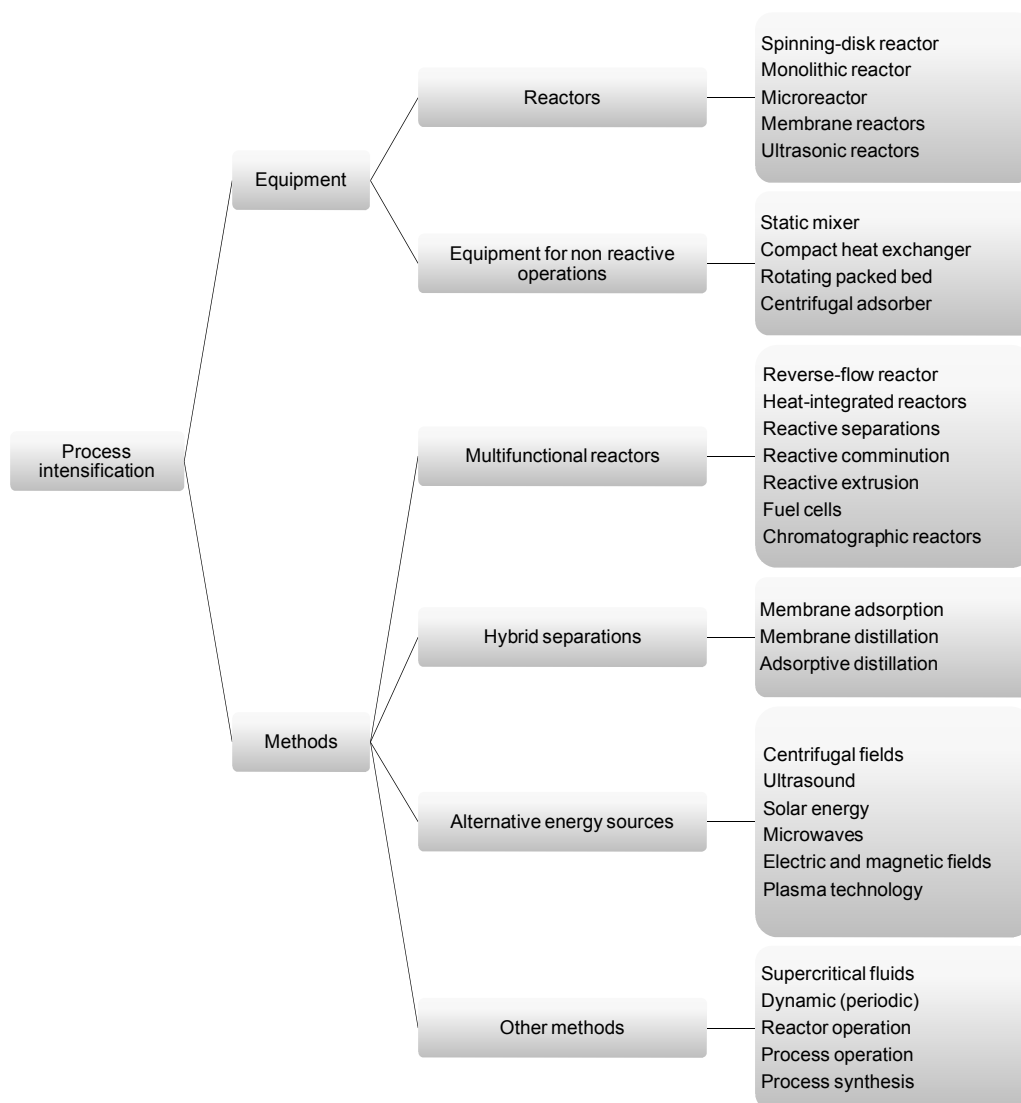 Process
intensification
Equipment
Reactors
Spinning-disk reactor
Monolithic reactor
Microreactor
Membrane reactors
Ultrasonic reactors
Equipment for non reactive
operations
Static mixer
Compact heat exchanger
Rotating packed bed
Centrifugal adsorber
Methods
Multifunctional reactors
Reverse-flow reactor
Heat-integrated reactors
Reactive separations
Reactive comminution
Reactive extrusion
Fuel cells
Chromatographic reactors
Hybrid separations
Membrane adsorption
Membrane distillation
Adsorptive distillation
Alternative energy sources
Centrifugal fields
Ultrasound
Solar energy
Microwaves
Electric and magnetic fields
Plasma technology
Other methods
Supercritical fluids
Dynamic (periodic)
Reactor operation
Process operation
Process synthesis